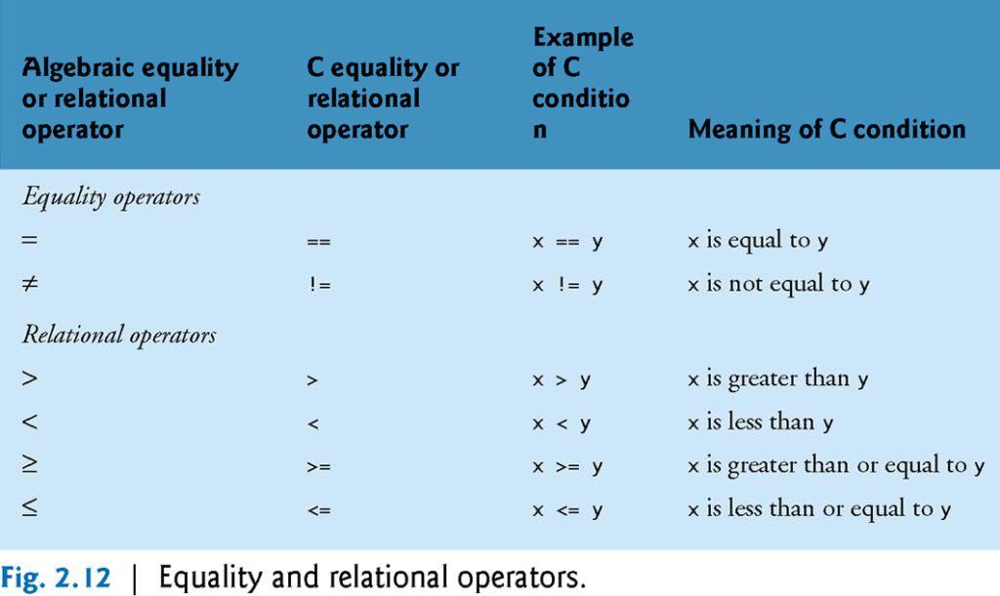 Algebraic equality or relational operator	C equality or relational operator	Example of C conditio n	Meaning of C condition
Equality operators
=	==	x == y	x is equal to y
≠	!=	x != y	x is not equal to y
Relational operators
>	>	x > y	x is greater than y
<	<	x < y	x is less than y
≥	>=	x >= y	x is greater than or equal to y
≤	<=	x <= y	x is less than or equal to y
Fig. 2.12 | Equality and relational operators.